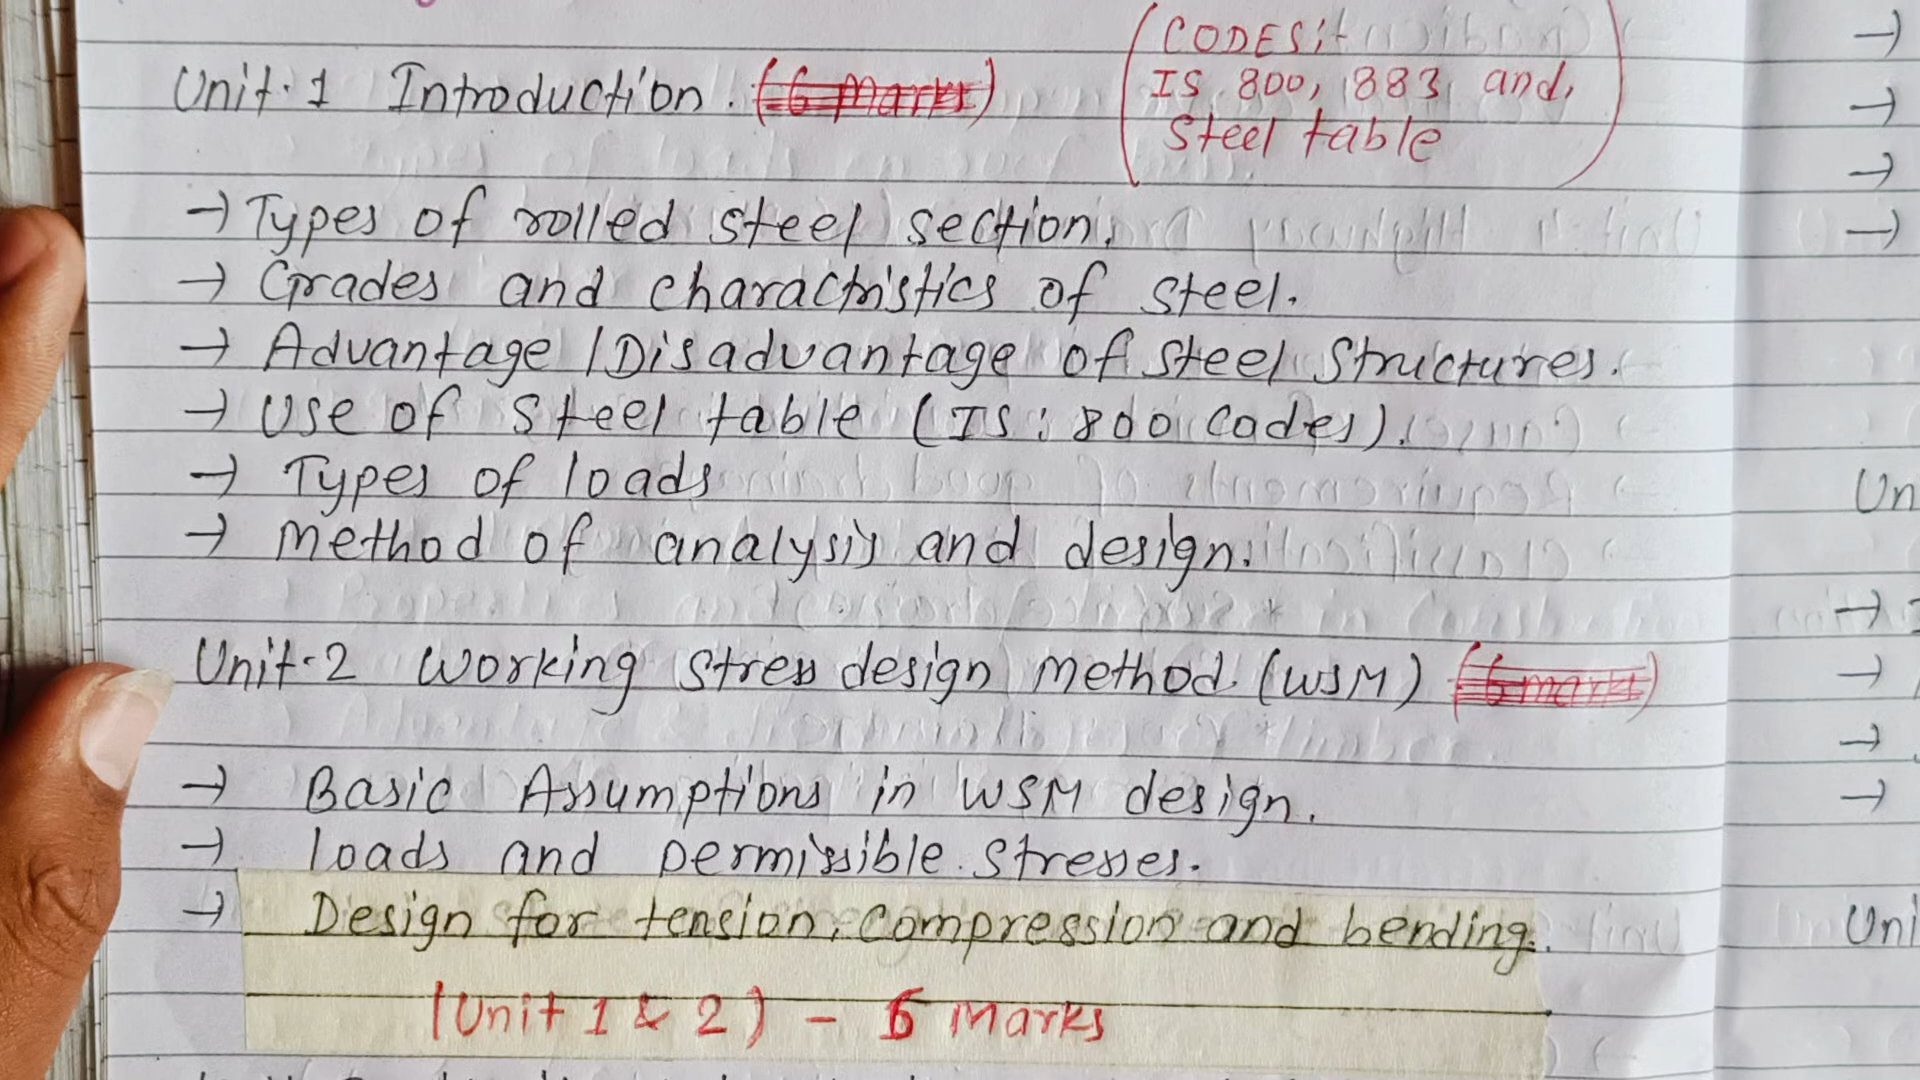 (CODES:
IS 800, 883 and,
Steel table)
Unit·1 Introduction. (6 Marks)
→ Types of rolled steel section.
→ Grades and charactristics of steel.
→ Advantage / Disadvantage of steel structures.
→ Use of steel table (IS: 800 codes).
→ Types of loads
→ Method of analysis and design.
Unit·2 Working stress design method (WSM) (6 marks)
→ Basic Assumptions in WSM design.
→ loads and permissible stresses.
→ Design for tension, compression and bending.
(Unit 1 & 2) - 6 Marks
Un
Uni